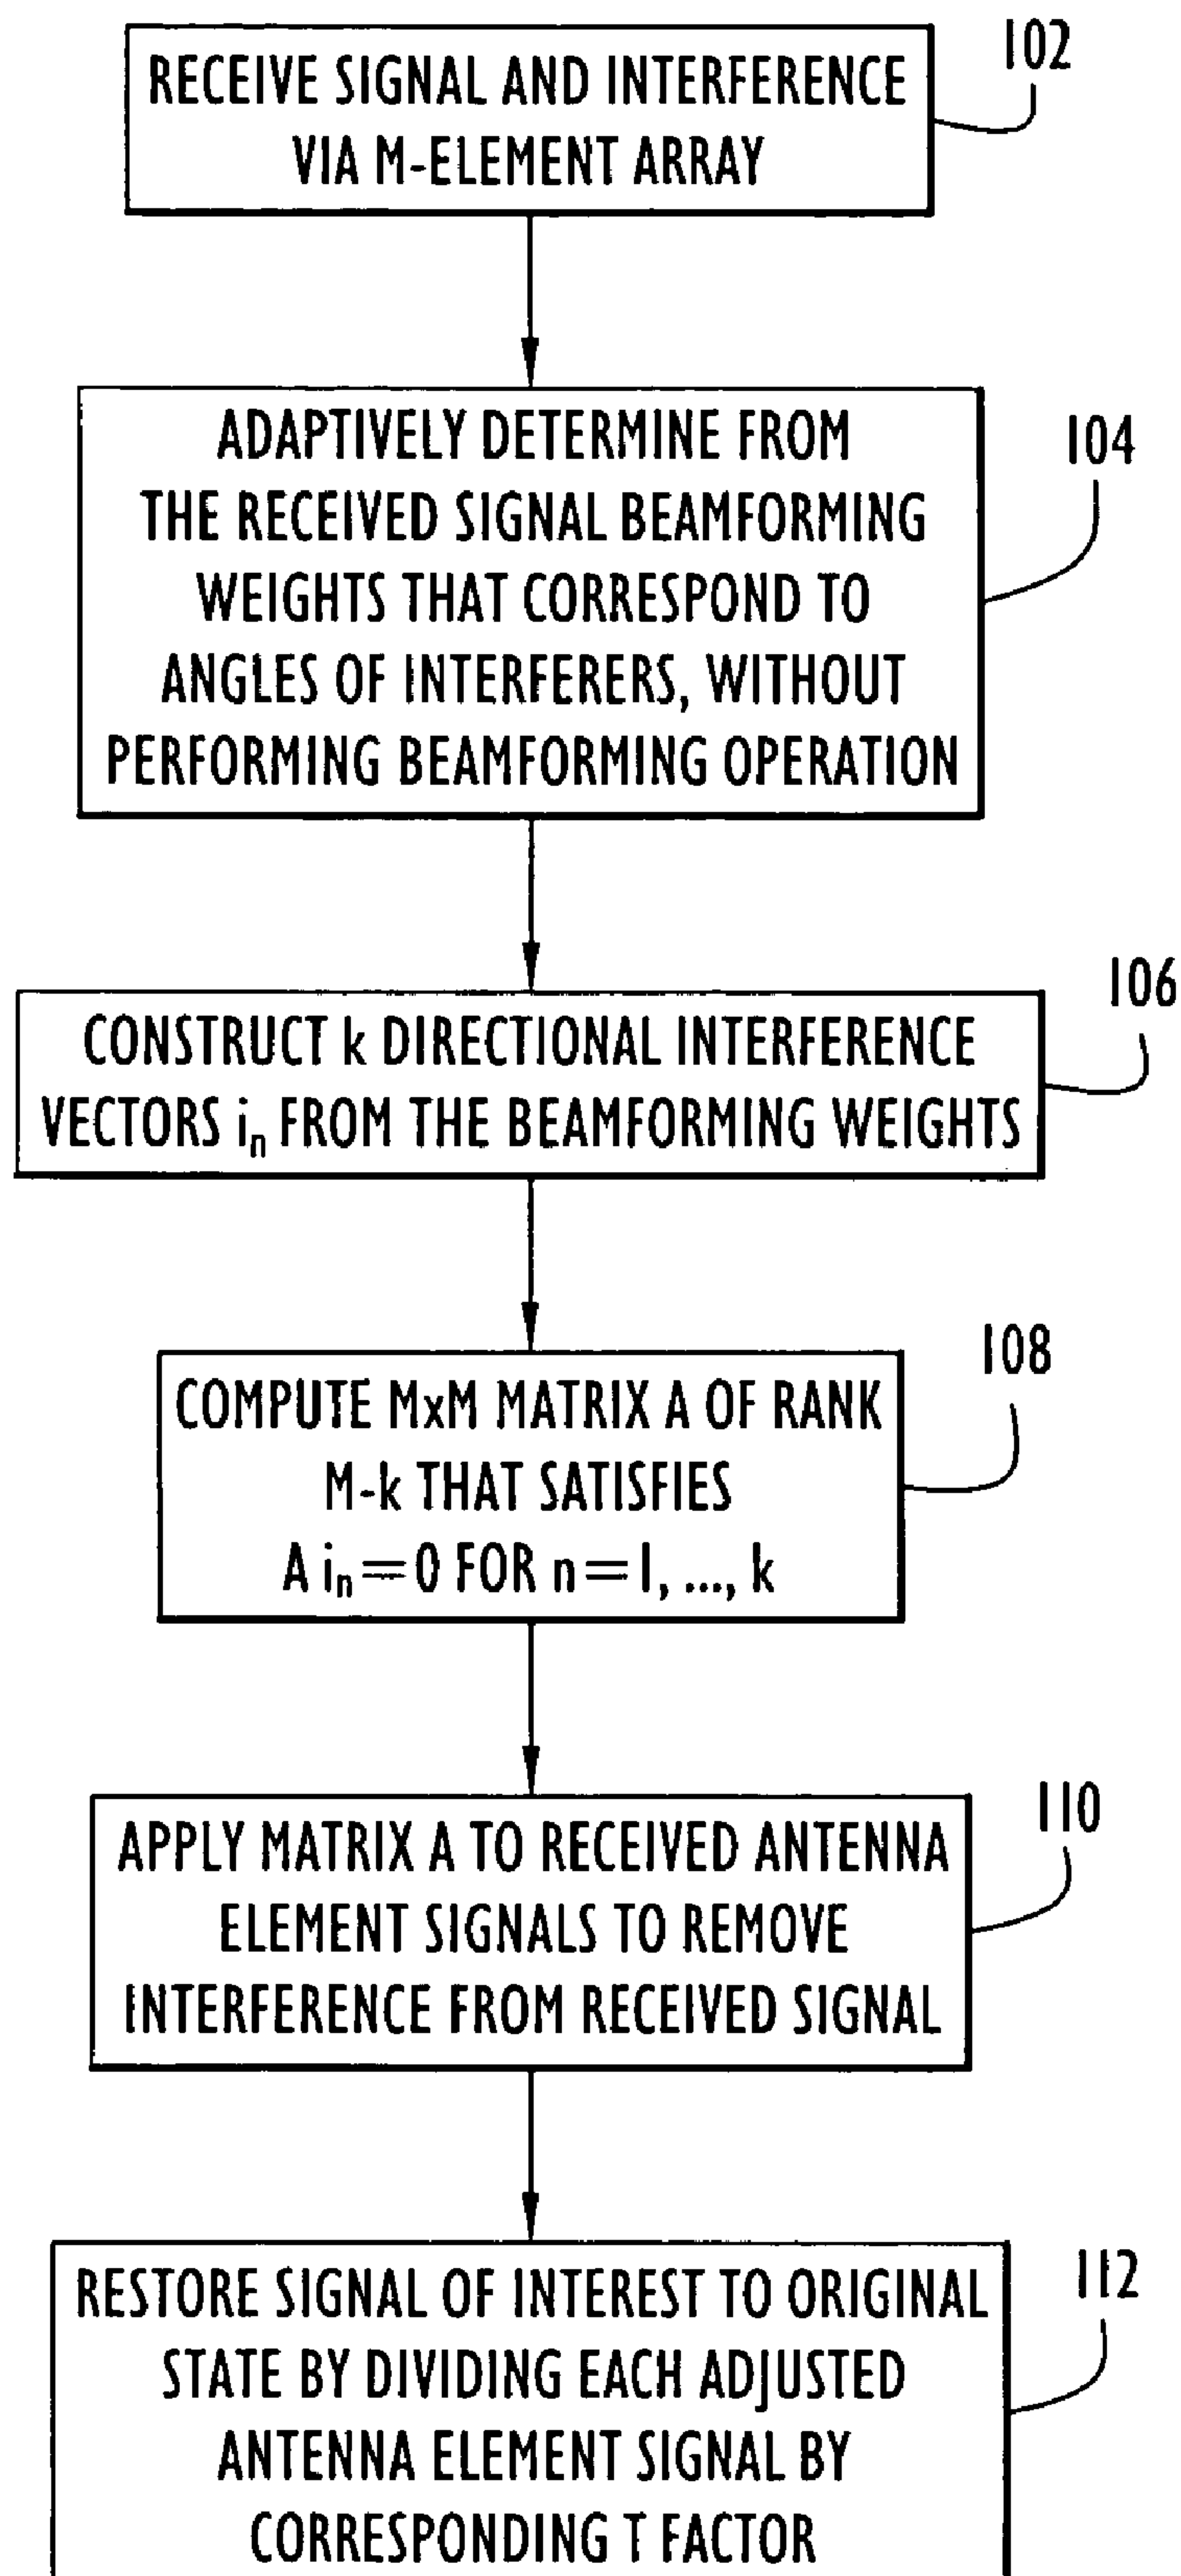 RECEIVE SIGNAL AND INTERFERENCE
VIA M-ELEMENT ARRAY
102
ADAPTIVELY DETERMINE FROM
THE RECEIVED SIGNAL BEAMFORMING
WEIGHTS THAT CORRESPOND TO
ANGLES OF INTERFERERS, WITHOUT
PERFORMING BEAMFORMING OPERATION
104
CONSTRUCT k DIRECTIONAL INTERFERENCE
VECTORS iₙ FROM THE BEAMFORMING WEIGHTS
106
COMPUTE MxM MATRIX A OF RANK
M-k THAT SATISFIES
A iₙ=0 FOR n=1, ..., k
108
APPLY MATRIX A TO RECEIVED ANTENNA
ELEMENT SIGNALS TO REMOVE
INTERFERENCE FROM RECEIVED SIGNAL
110
RESTORE SIGNAL OF INTEREST TO ORIGINAL
STATE BY DIVIDING EACH ADJUSTED
ANTENNA ELEMENT SIGNAL BY
CORRESPONDING T FACTOR
112